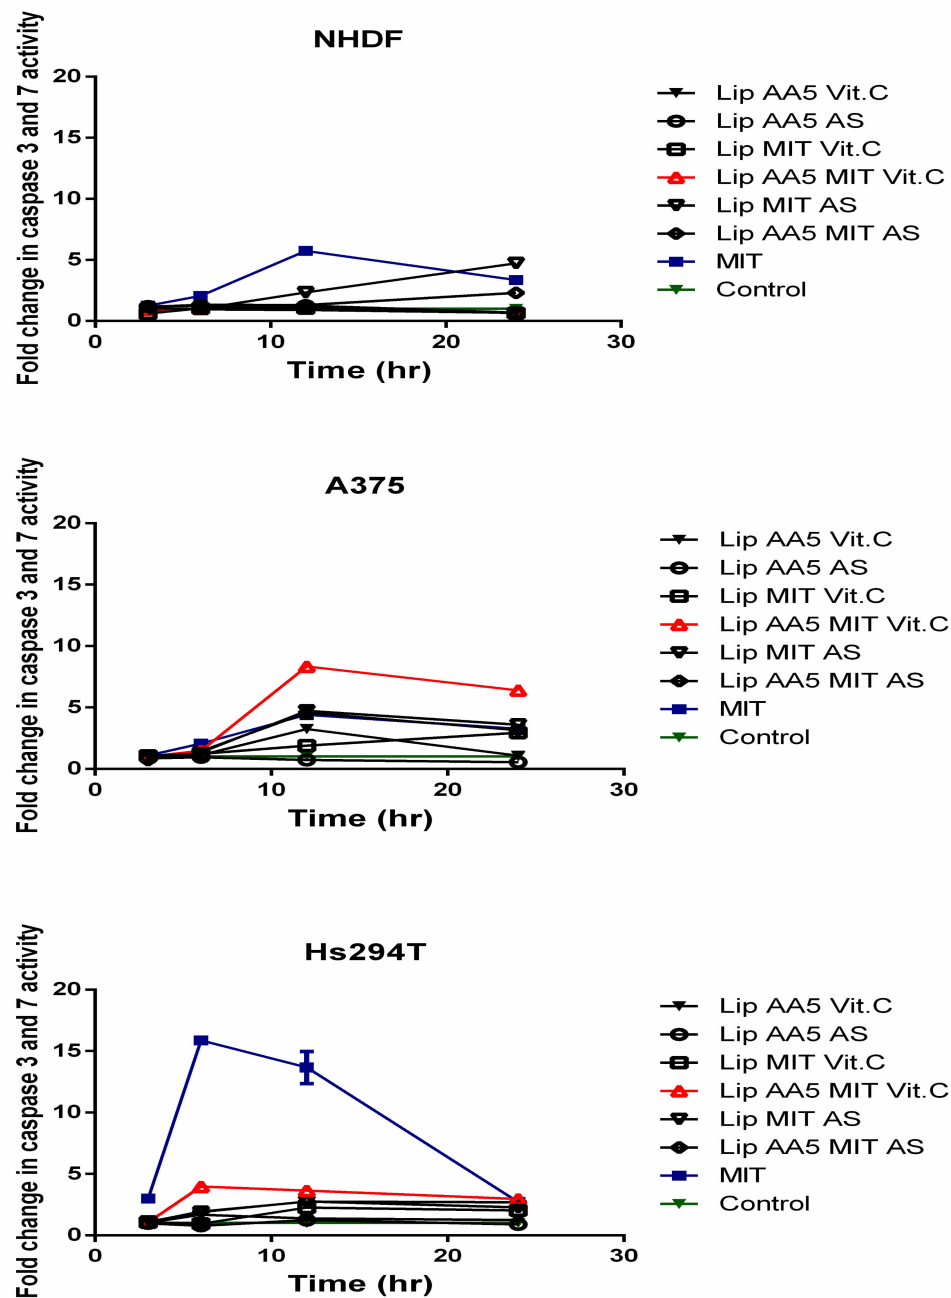 NHDF
Fold change in caspase 3 and 7 activity
20
15
10
5
0
0 10 20 30
Time (hr)
Lip AA5 Vit.C
Lip AA5 AS
Lip MIT Vit.C
Lip AA5 MIT Vit.C
Lip MIT AS
Lip AA5 MIT AS
MIT
Control
A375
Fold change in caspase 3 and 7 activity
20
15
10
5
0
0 10 20 30
Time (hr)
Lip AA5 Vit.C
Lip AA5 AS
Lip MIT Vit.C
Lip AA5 MIT Vit.C
Lip MIT AS
Lip AA5 MIT AS
MIT
Control
Hs294T
Fold change in caspase 3 and 7 activity
20
15
10
5
0
0 10 20 30
Time (hr)
Lip AA5 Vit.C
Lip AA5 AS
Lip MIT Vit.C
Lip AA5 MIT Vit.C
Lip MIT AS
Lip AA5 MIT AS
MIT
Control